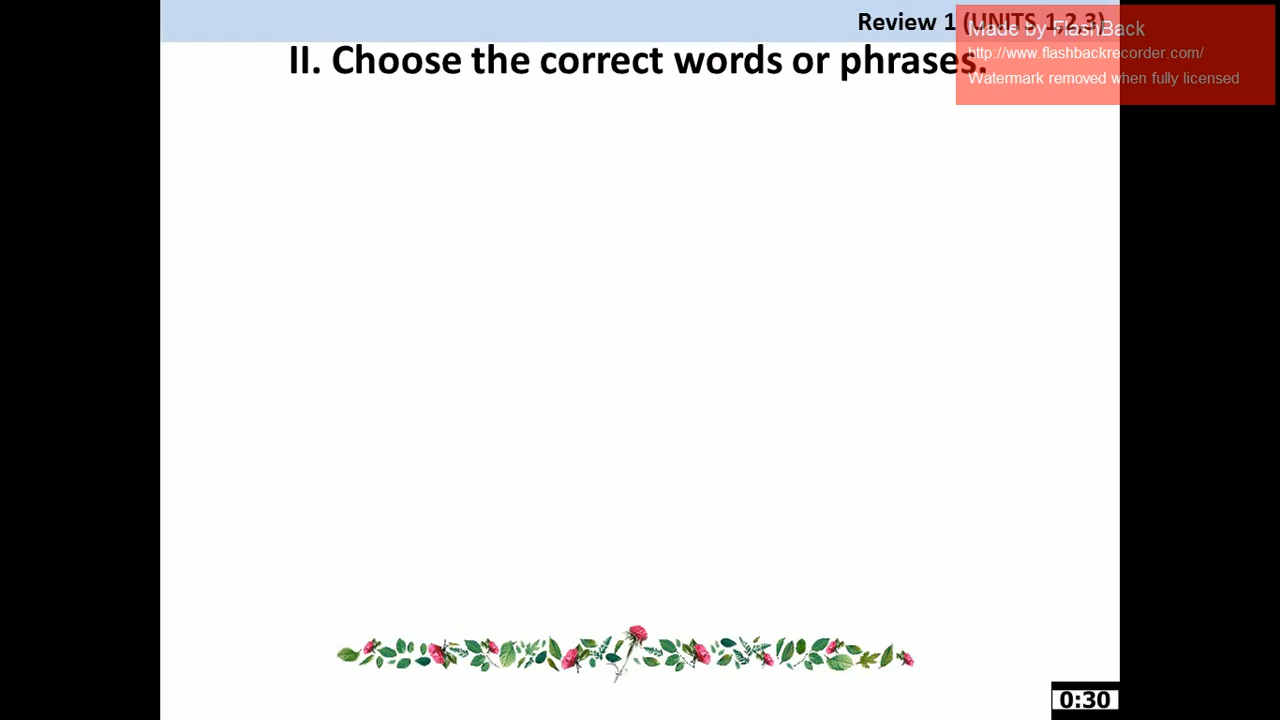 Review 1 (UNITS 1,2,3)
Made by FlashBack
II. Choose the correct words or phrases.
http://www.flashbackrecorder.com/
Watermark removed when fully licensed
0:30